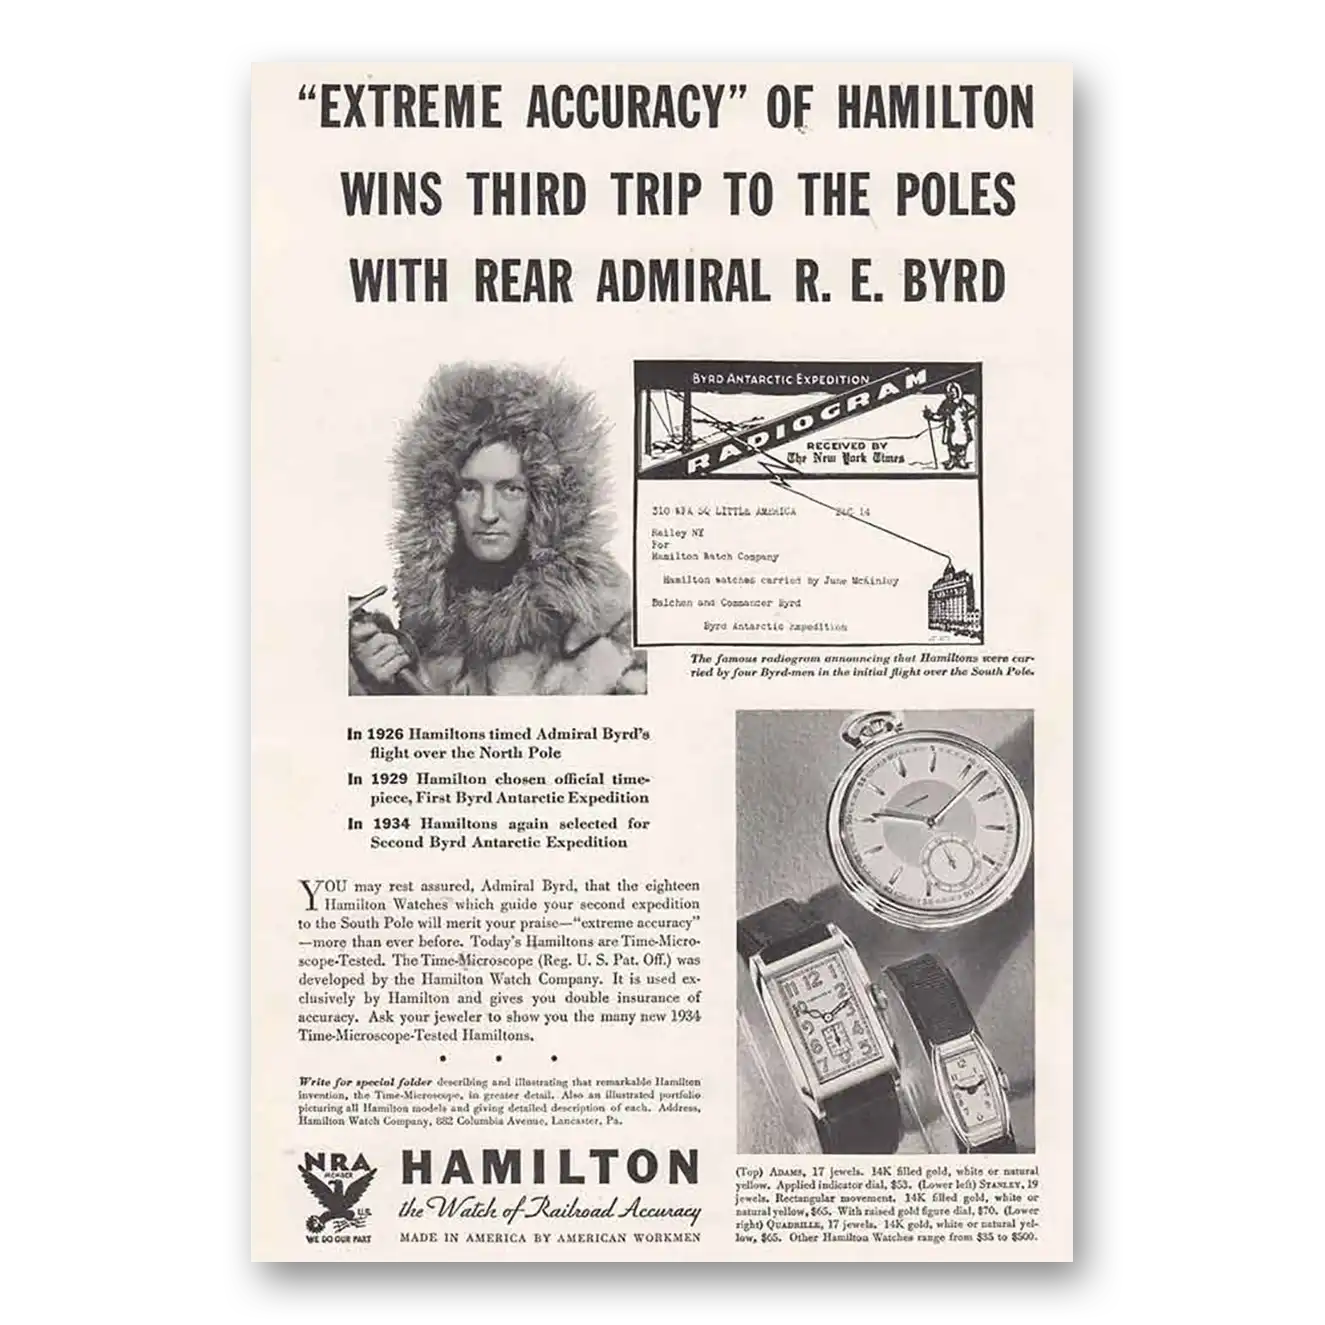 “EXTREME ACCURACY” OF HAMILTON
WINS THIRD TRIP TO THE POLES
WITH REAR ADMIRAL R. E. BYRD
BYRD ANTARCTIC EXPEDITION
RADIOGRAM
RECEIVED BY
The New York Times
310 WFA SQ LITTLE AMERICA DEC 14
Hailey NY
For
Hamilton Watch Company
Hamilton watches carried by June McKinley
Balchen and Commander Byrd
Byrd Antarctic Expedition
The famous radiogram announcing that Hamiltons were car-
ried by four Byrd-men in the initial flight over the South Pole.
In 1926 Hamiltons timed Admiral Byrd's
flight over the North Pole
In 1929 Hamilton chosen official time-
piece, First Byrd Antarctic Expedition
In 1934 Hamiltons again selected for
Second Byrd Antarctic Expedition
YOU may rest assured, Admiral Byrd, that the eighteen
Hamilton Watches which guide your second expedition
to the South Pole will merit your praise—“extreme accuracy”
—more than ever before. Today's Hamiltons are Time-Micro-
scope-Tested. The Time-Microscope (Reg. U. S. Pat. Off.) was
developed by the Hamilton Watch Company. It is used ex-
clusively by Hamilton and gives you double insurance of
accuracy. Ask your jeweler to show you the many new 1934
Time-Microscope-Tested Hamiltons.
Write for special folder describing and illustrating that remarkable Hamilton
invention, the Time-Microscope, in greater detail. Also an illustrated portfolio
picturing all Hamilton models and giving detailed description of each. Address,
Hamilton Watch Company, 882 Columbia Avenue, Lancaster, Pa.
NRA
MEMBER
U.S.
WE DO OUR PART
HAMILTON
the Watch of Railroad Accuracy
MADE IN AMERICA BY AMERICAN WORKMEN
(Top) ADAMS, 17 jewels. 14K filled gold, white or natural
yellow. Applied indicator dial, $53. (Lower left) STANLEY, 19
jewels. Rectangular movement. 14K filled gold, white or
natural yellow, $65. With raised gold figure dial, $70. (Lower
right) QUADRILLE, 17 jewels. 14K gold, white or natural yel-
low, $65. Other Hamilton Watches range from $35 to $500.